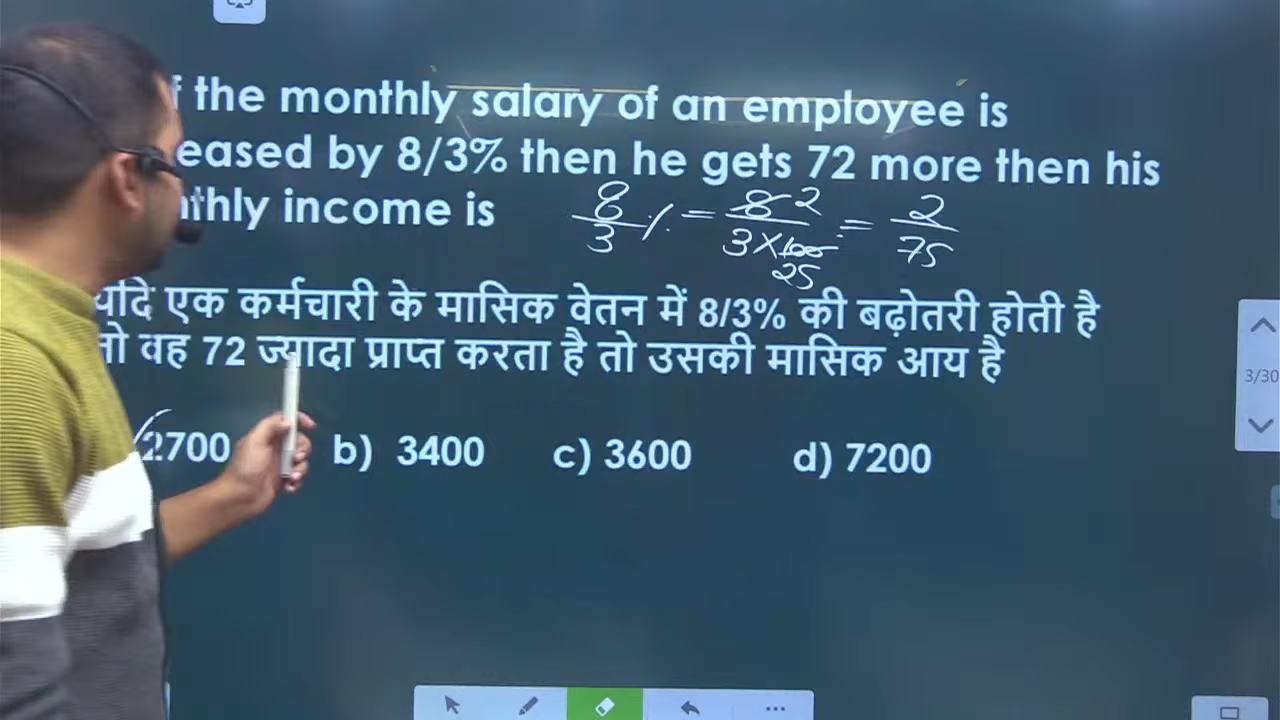 the monthly salary of an employee is
by 8/3% then he gets 72 more then his
income is
8/3 % = 8 2 / 3×100 25 = 2/75
यदि एक कर्मचारी के मासिक वेतन में 8/3% की बढ़ोतरी होती है
वह 72 ज्यादा प्राप्त करता है तो उसकी मासिक आय है
2700 b) 3400 c) 3600 d) 7200
3/30